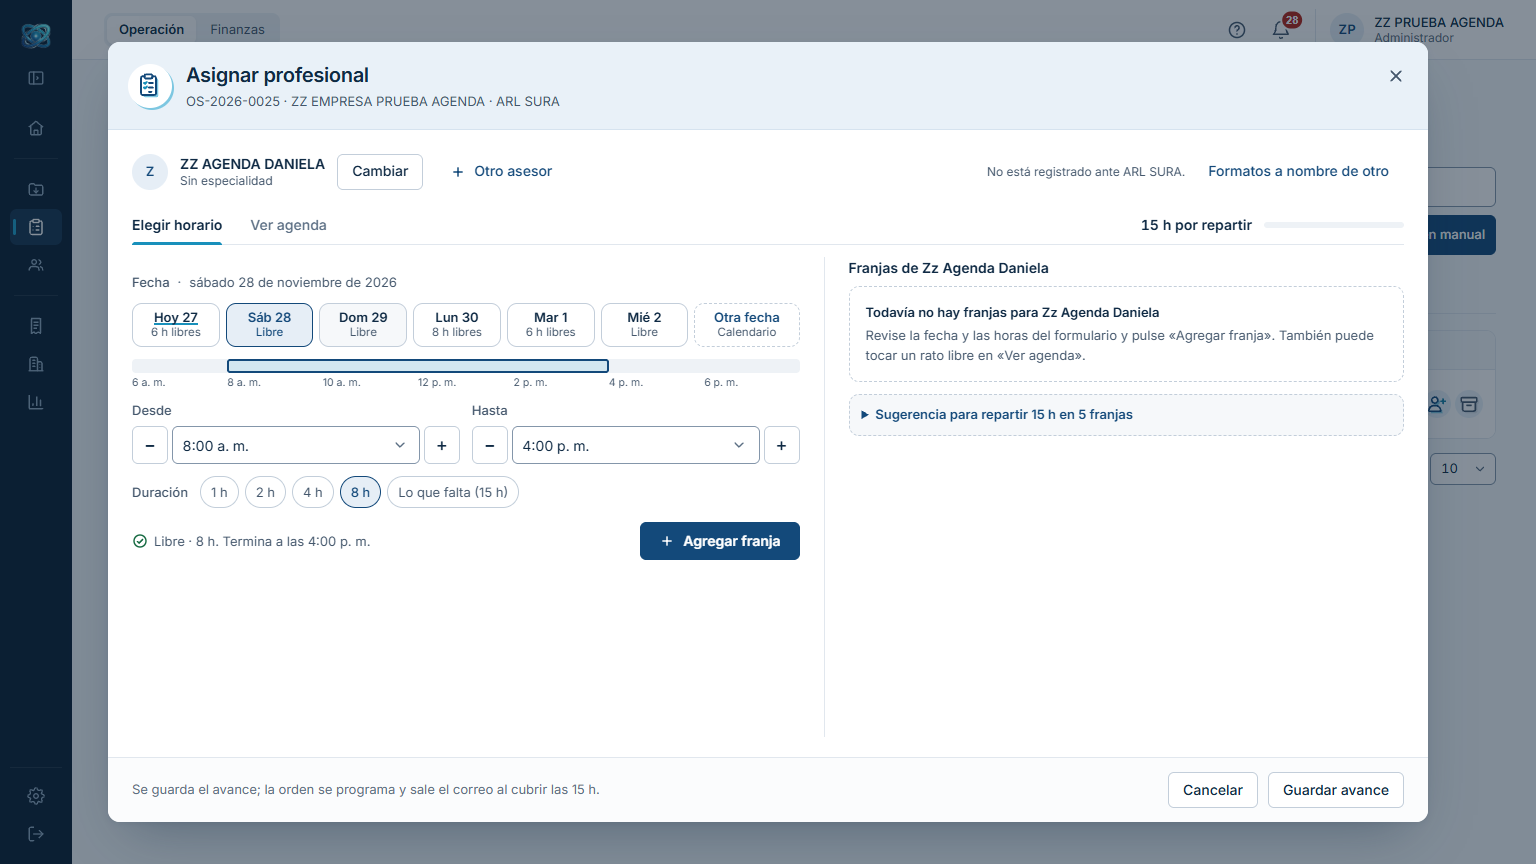 Operación
Finanzas
28
ZP
ZZ PRUEBA AGENDA
Administrador
Asignar profesional
OS-2026-0025 · ZZ EMPRESA PRUEBA AGENDA · ARL SURA
Z
ZZ AGENDA DANIELA
Sin especialidad
Cambiar
+ Otro asesor
No está registrado ante ARL SURA.
Formatos a nombre de otro
Elegir horario
Ver agenda
15 h por repartir
n manual
Fecha · sábado 28 de noviembre de 2026
Hoy 27
6 h libres
Sáb 28
Libre
Dom 29
Libre
Lun 30
8 h libres
Mar 1
6 h libres
Mié 2
Libre
Otra fecha
Calendario
6 a. m.
8 a. m.
10 a. m.
12 p. m.
2 p. m.
4 p. m.
6 p. m.
Desde
Hasta
− 8:00 a. m. +
− 4:00 p. m. +
Duración
1 h
2 h
4 h
8 h
Lo que falta (15 h)
Libre · 8 h. Termina a las 4:00 p. m.
+ Agregar franja
Franjas de Zz Agenda Daniela
Todavía no hay franjas para Zz Agenda Daniela
Revise la fecha y las horas del formulario y pulse «Agregar franja». También puede
tocar un rato libre en «Ver agenda».
Sugerencia para repartir 15 h en 5 franjas
10
Se guarda el avance; la orden se programa y sale el correo al cubrir las 15 h.
Cancelar
Guardar avance